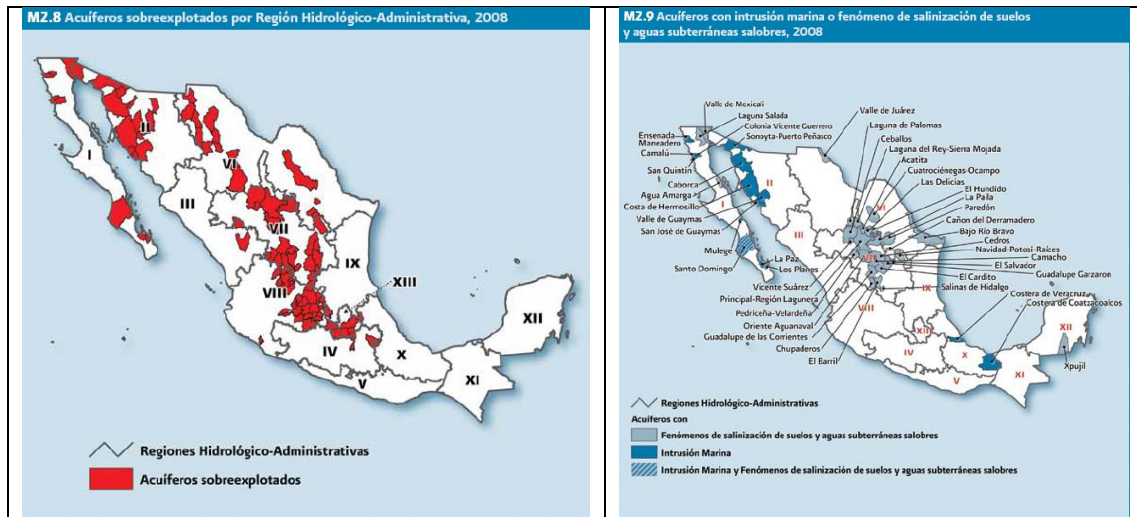 M2.8 Acuíferos sobreexplotados por Región Hidrológico-Administrativa, 2008
I
II
III
VI
VII
VIII
IX
XIII
IV
V
X
XI
XII
Regiones Hidrológico-Administrativas
Acuíferos sobreexplotados
M2.9 Acuíferos con intrusión marina o fenómeno de salinización de suelos
y aguas subterráneas salobres, 2008
Valle de Mexicali
Laguna Salada
Colonia Vicente Guerrero
Sonoyta-Puerto Peñasco
Ensenada
Maneadero
Camalú
San Quintín
Caborca
Agua Amarga
Costa de Hermosillo
Valle de Guaymas
San José de Guaymas
Mulege
Santo Domingo
La Paz
Los Planes
Vicente Suárez
Principal-Región Lagunera
Pedriceña-Velardeña
Oriente Aguanaval
Guadalupe de las Corrientes
Chupaderos
El Barril
Valle de Juárez
Laguna de Palomas
Ceballos
Laguna del Rey-Sierra Mojada
Acatita
Cuatrociénegas-Ocampo
Las Delicias
El Hundido
La Paila
Paredón
Cañon del Derramadero
Bajo Río Bravo
Cedros
Navidad-Potosí-Raíces
Camacho
El Salvador
Guadalupe Garzaron
El Cardito
Salinas de Hidalgo
Costera de Veracruz
Costera de Coatzacoalcos
Xpujil
I
II
III
VI
VII
VIII
IX
XIII
IV
V
X
XI
XII
Regiones Hidrológico-Administrativas
Acuíferos con
Fenómenos de salinización de suelos y aguas subterráneas salobres
Intrusión Marina
Intrusión Marina y Fenómenos de salinización de suelos y aguas subterráneas salobres